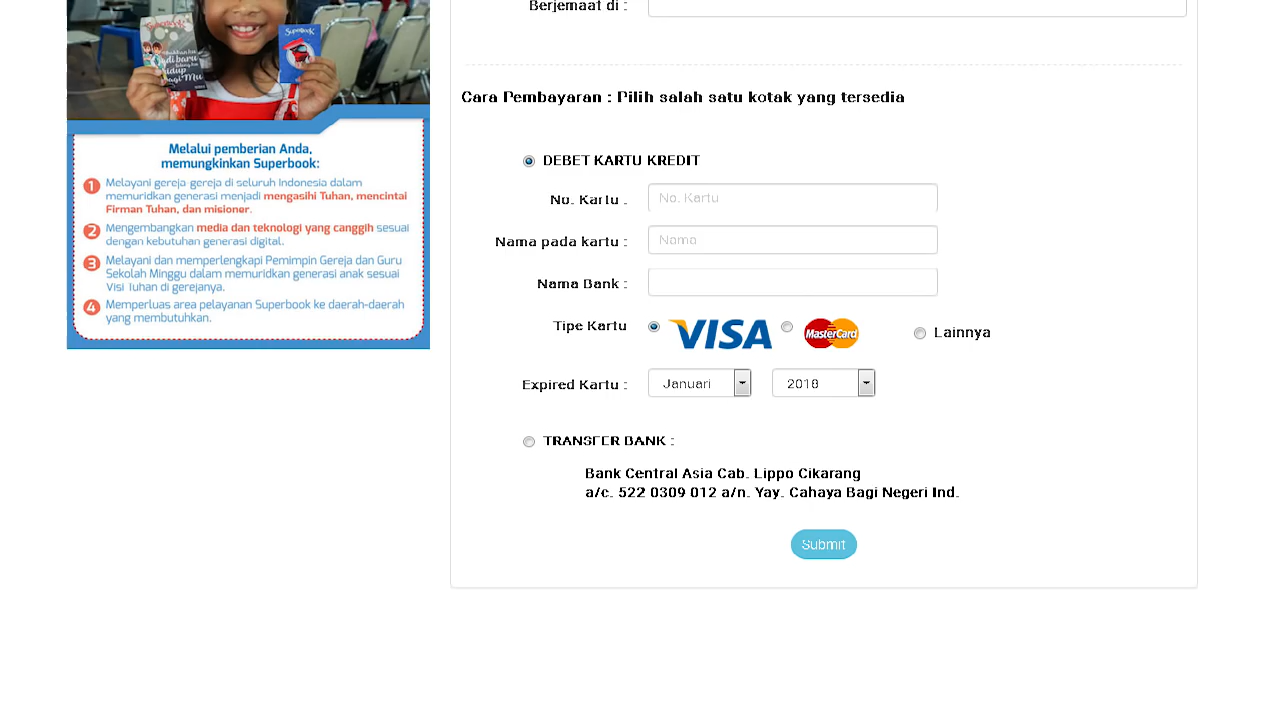 Berjemaat di :
Superbook
Superbook
di baru
Mu
Melalui pemberian Anda,
memungkinkan Superbook:
1 Melayani gereja-gereja di seluruh Indonesia dalam
memuridkan generasi menjadi mengasihi Tuhan, mencintai
Firman Tuhan, dan misioner.
2 Mengembangkan media dan teknologi yang canggih sesuai
dengan kebutuhan generasi digital.
3 Melayani dan memperlengkapi Pemimpin Gereja dan Guru
Sekolah Minggu dalam memuridkan generasi anak sesuai
Visi Tuhan di gerejanya.
4 Memperluas area pelayanan Superbook ke daerah-daerah
yang membutuhkan.
Cara Pembayaran : Pilih salah satu kotak yang tersedia
DEBET KARTU KREDIT
No. Kartu : No. Kartu
Nama pada kartu : Nama
Nama Bank :
Tipe Kartu VISA MasterCard Lainnya
Expired Kartu : Januari 2018
TRANSFER BANK :
Bank Central Asia Cab. Lippo Cikarang
a/c. 522 0309 012 a/n. Yay. Cahaya Bagi Negeri Ind.
Submit